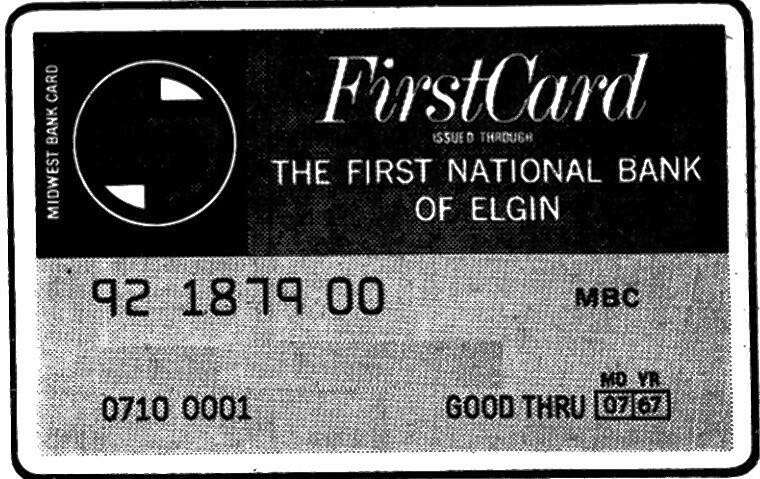 MIDWEST BANK CARD
FirstCard
ISSUED THROUGH
THE FIRST NATIONAL BANK
OF ELGIN
92 1879 00
MBC
MO YR
0710 0001
GOOD THRU 07 67